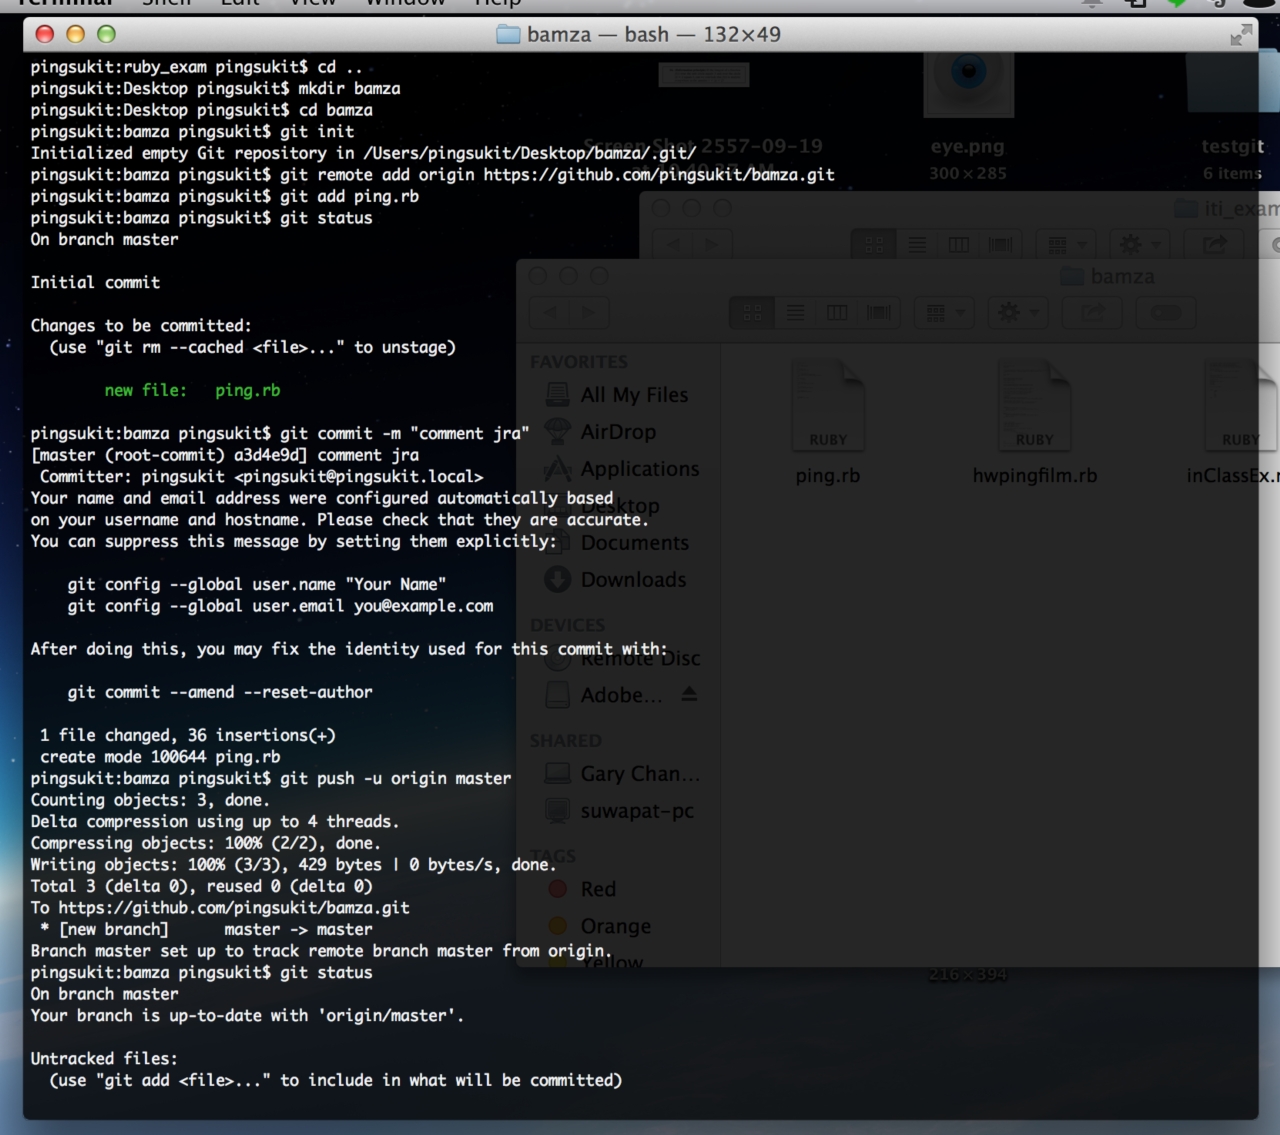 Terminal Shell Edit View Window Help
bamza — bash — 132×49
pingsukit:ruby_exam pingsukit$ cd ..
pingsukit:Desktop pingsukit$ mkdir bamza
pingsukit:Desktop pingsukit$ cd bamza
pingsukit:bamza pingsukit$ git init
Initialized empty Git repository in /Users/pingsukit/Desktop/bamza/.git/
pingsukit:bamza pingsukit$ git remote add origin https://github.com/pingsukit/bamza.git
pingsukit:bamza pingsukit$ git add ping.rb
pingsukit:bamza pingsukit$ git status
On branch master
Initial commit
Changes to be committed:
(use "git rm --cached <file>..." to unstage)
new file: ping.rb
pingsukit:bamza pingsukit$ git commit -m "comment jra"
[master (root-commit) a3d4e9d] comment jra
Committer: pingsukit <pingsukit@pingsukit.local>
Your name and email address were configured automatically based
on your username and hostname. Please check that they are accurate.
You can suppress this message by setting them explicitly:
git config --global user.name "Your Name"
git config --global user.email you@example.com
After doing this, you may fix the identity used for this commit with:
git commit --amend --reset-author
1 file changed, 36 insertions(+)
create mode 100644 ping.rb
pingsukit:bamza pingsukit$ git push -u origin master
Counting objects: 3, done.
Delta compression using up to 4 threads.
Compressing objects: 100% (2/2), done.
Writing objects: 100% (3/3), 429 bytes | 0 bytes/s, done.
Total 3 (delta 0), reused 0 (delta 0)
To https://github.com/pingsukit/bamza.git
* [new branch] master -> master
Branch master set up to track remote branch master from origin.
pingsukit:bamza pingsukit$ git status
On branch master
Your branch is up-to-date with 'origin/master'.
Untracked files:
(use "git add <file>..." to include in what will be committed)
Screen Shot 2557-09-19
eye.png
300×285
testgit
6 items
iti_exam
bamza
FAVORITES
All My Files
AirDrop
Applications
Desktop
Documents
Downloads
DEVICES
Remote Disc
Adobe...
SHARED
Gary Chan...
suwapat-pc
TAGS
Red
Orange
Yellow
RUBY
ping.rb
RUBY
hwpingfilm.rb
RUBY
inClassEx.r
216×394